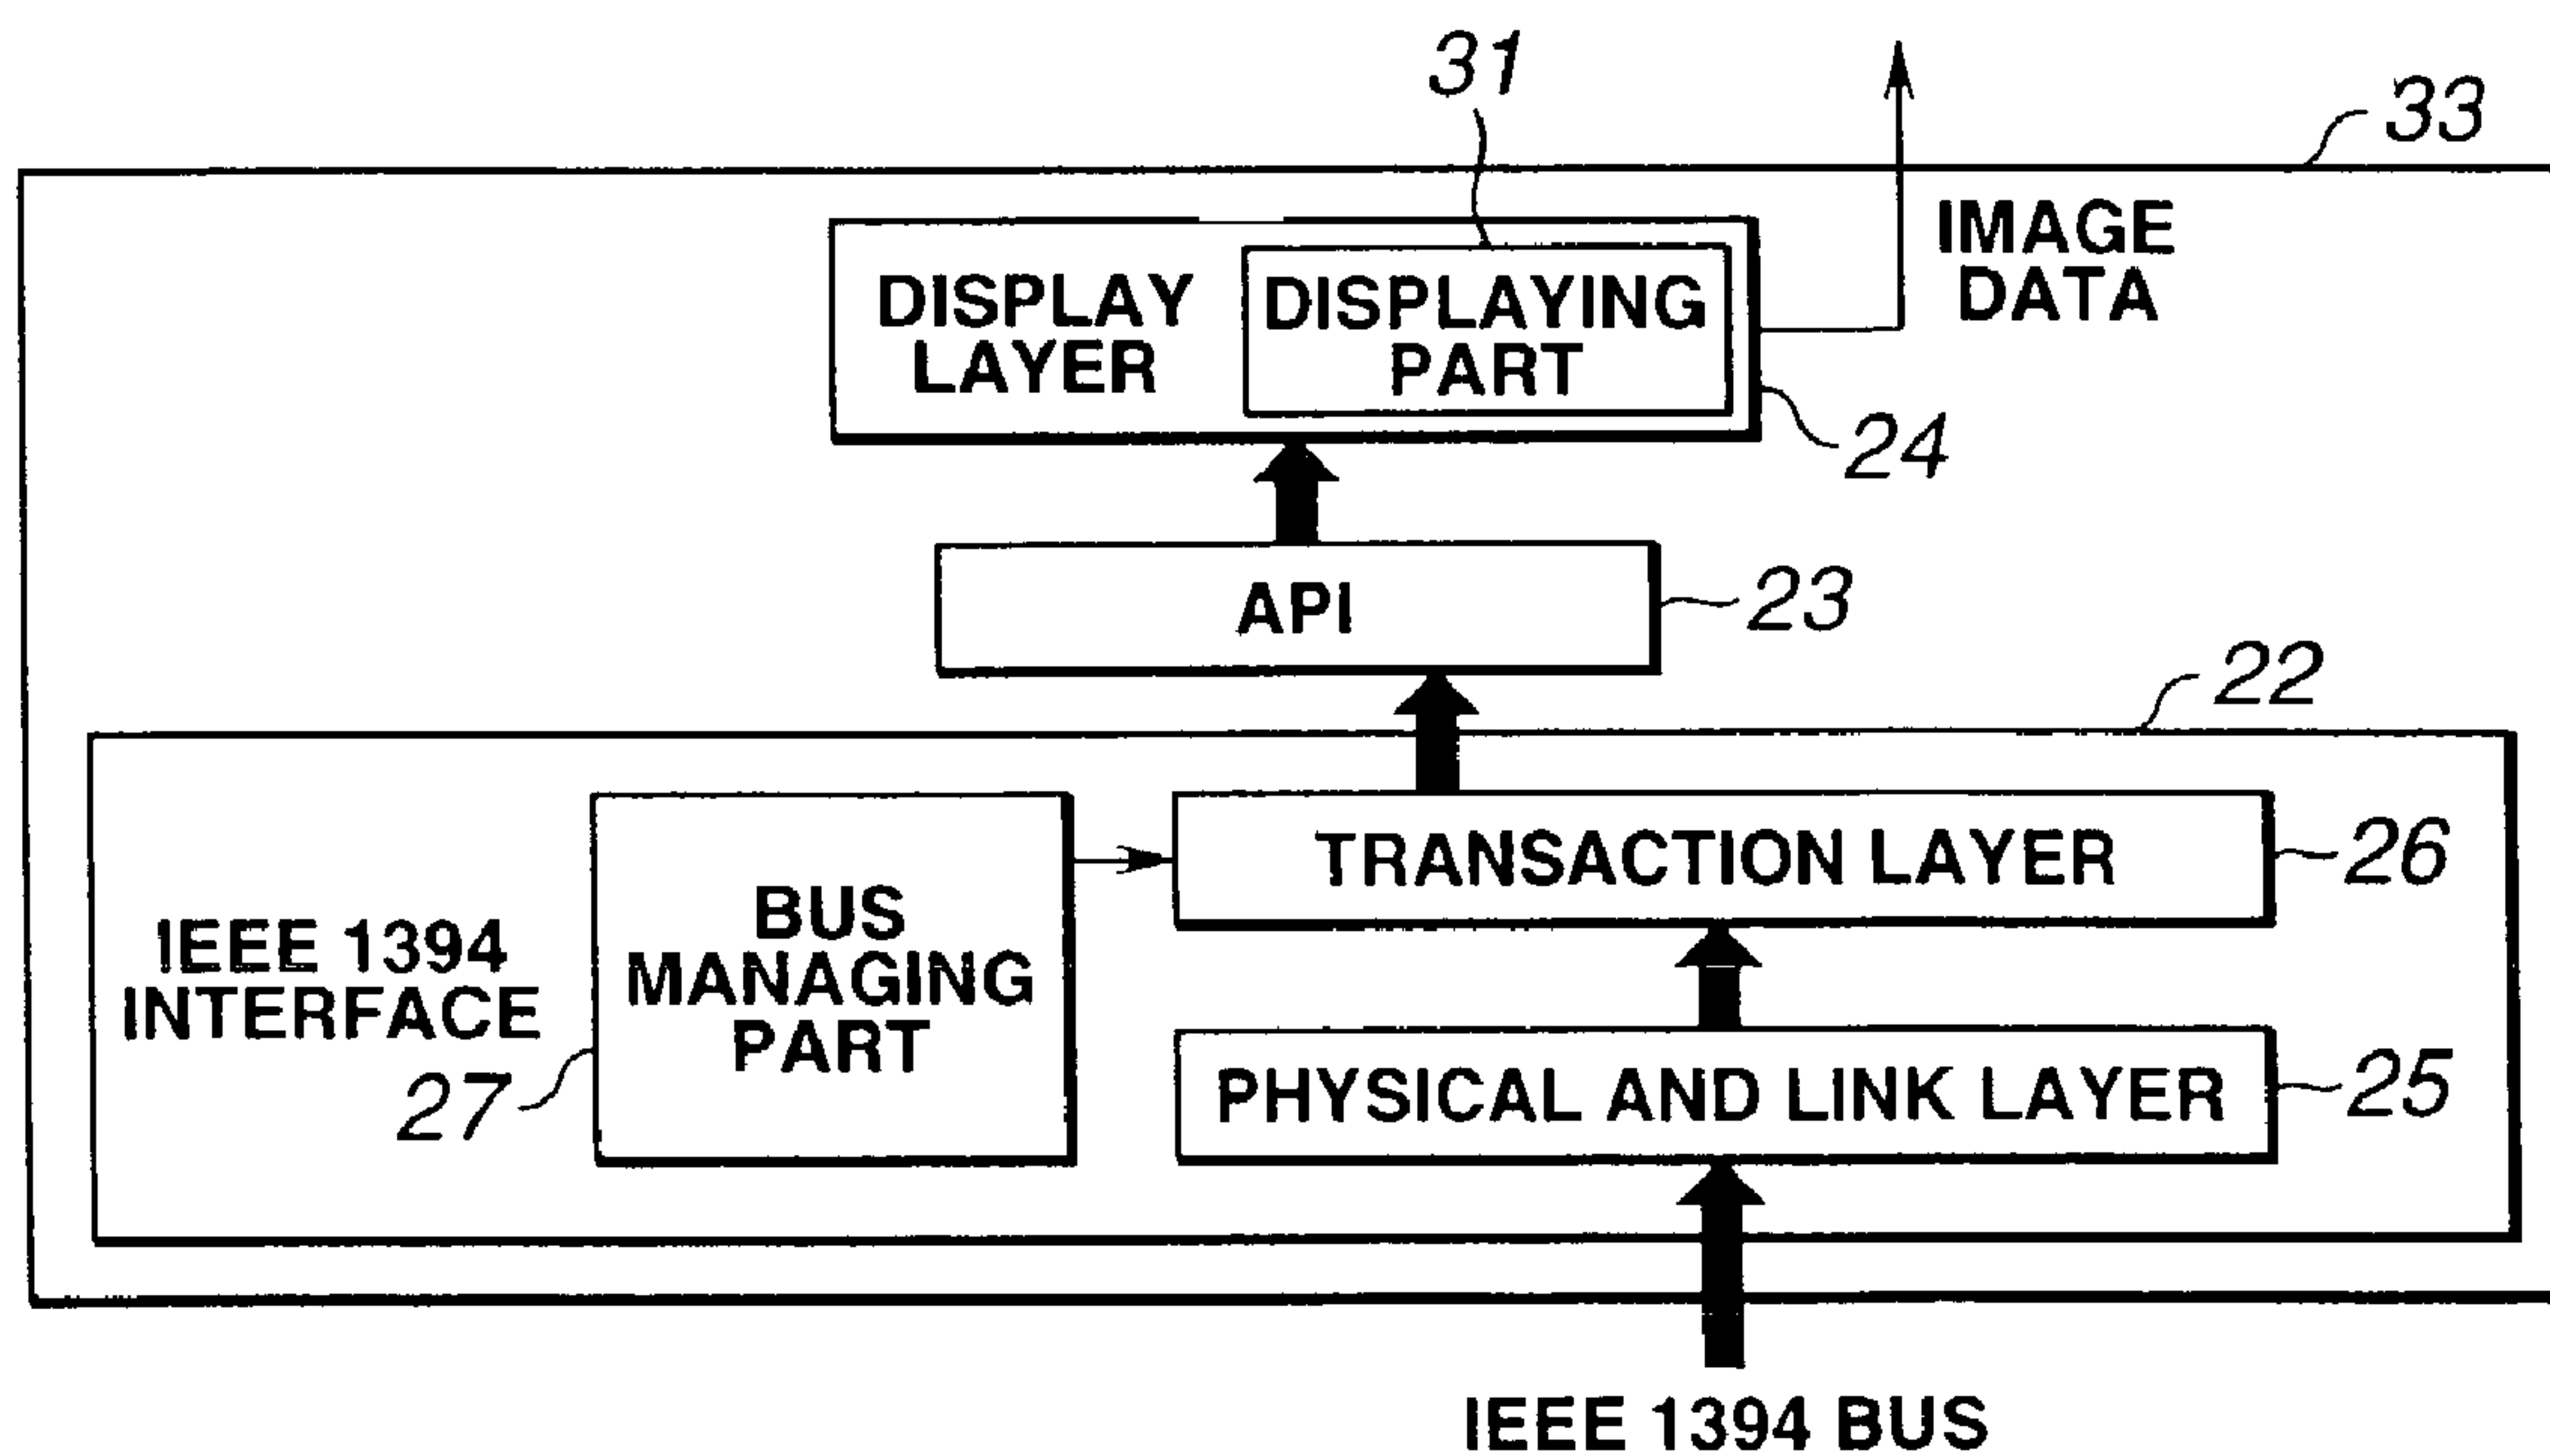 31
33
IMAGE
DATA
DISPLAY
LAYER
DISPLAYING
PART
24
API
23
22
IEEE 1394
INTERFACE
27
BUS
MANAGING
PART
TRANSACTION LAYER
26
PHYSICAL AND LINK LAYER
25
IEEE 1394 BUS